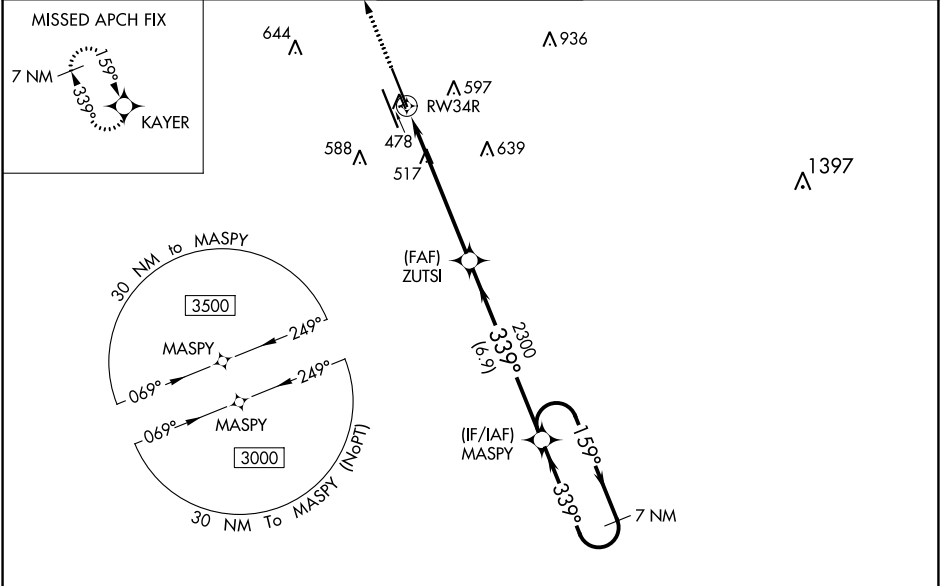 MISSED APCH FIX
7 NM
159°
339°
KAYER
644
936
597
RW34R
478
588
517
639
1397
(FAF)
ZUTSI
2300
339°
(6.9)
(IF/IAF)
MASPY
159°
339°
7 NM
30 NM to MASPY
3500
249°
MASPY
069°
249°
069°
MASPY
3000
30 NM To MASPY (NoPT)